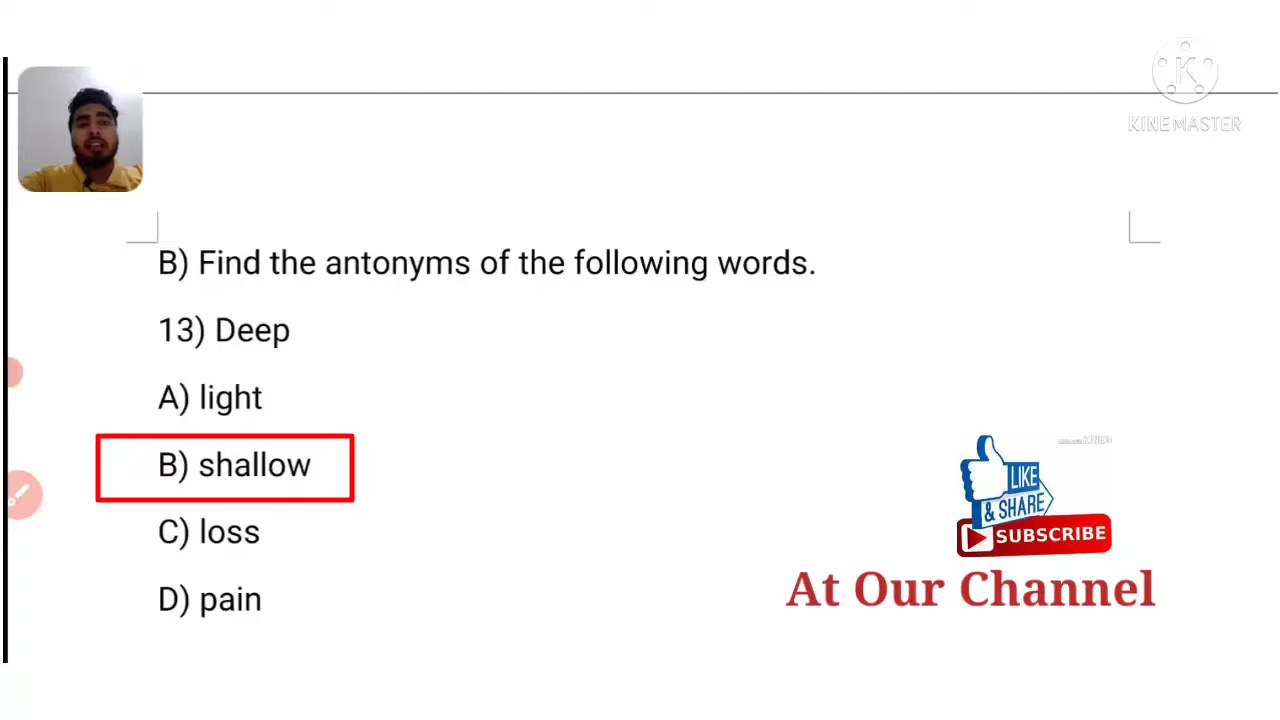 KINEMASTER
B) Find the antonyms of the following words.
13) Deep
A) light
B) shallow
C) loss
D) pain
LIKE
& SHARE
SUBSCRIBE
At Our Channel